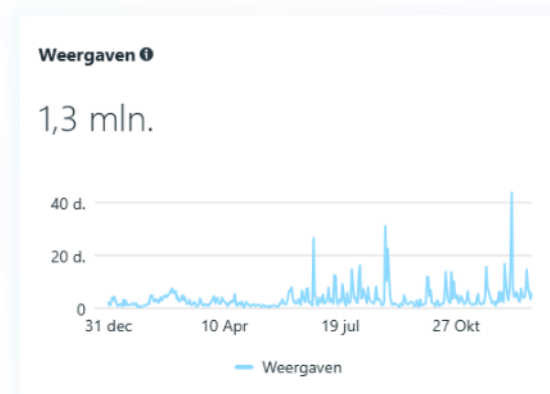 Weergaven
1,3 mln.
40 d.
20 d.
0
31 dec 10 Apr 19 jul 27 Okt
Weergaven